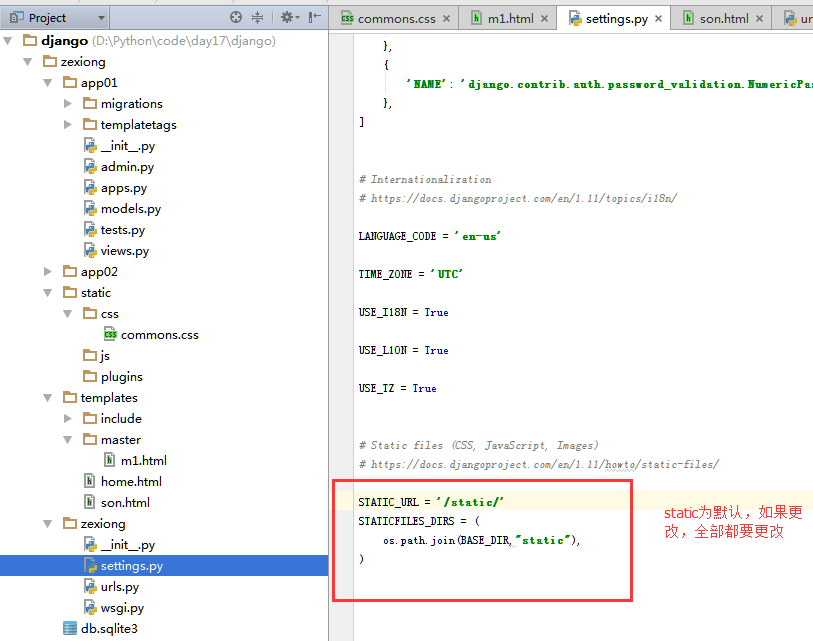 Project
commons.css
m1.html
settings.py
son.html
ur
django (D:\Python\code\day17\django)
zexiong
app01
migrations
templatetags
__init__.py
admin.py
apps.py
models.py
tests.py
views.py
app02
static
css
commons.css
js
plugins
templates
include
master
m1.html
home.html
son.html
zexiong
__init__.py
settings.py
urls.py
wsgi.py
db.sqlite3
},
{
'NAME': 'django.contrib.auth.password_validation.NumericPa
},
]
# Internationalization
# https://docs.djangoproject.com/en/1.11/topics/i18n/
LANGUAGE_CODE = 'en-us'
TIME_ZONE = 'UTC'
USE_I18N = True
USE_L10N = True
USE_TZ = True
# Static files (CSS, JavaScript, Images)
# https://docs.djangoproject.com/en/1.11/howto/static-files/
STATIC_URL = '/static/'
STATICFILES_DIRS = (
os.path.join(BASE_DIR,"static"),
)
static为默认，如果更
改，全部都要更改